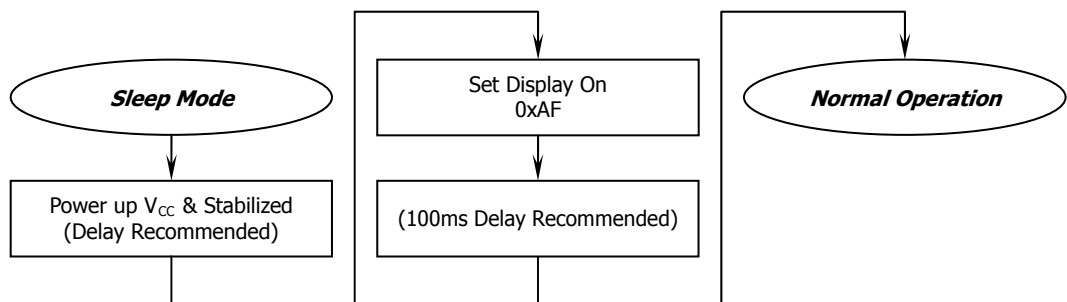 Sleep Mode
Power up VCC & Stabilized
(Delay Recommended)
Set Display On
0xAF
(100ms Delay Recommended)
Normal Operation